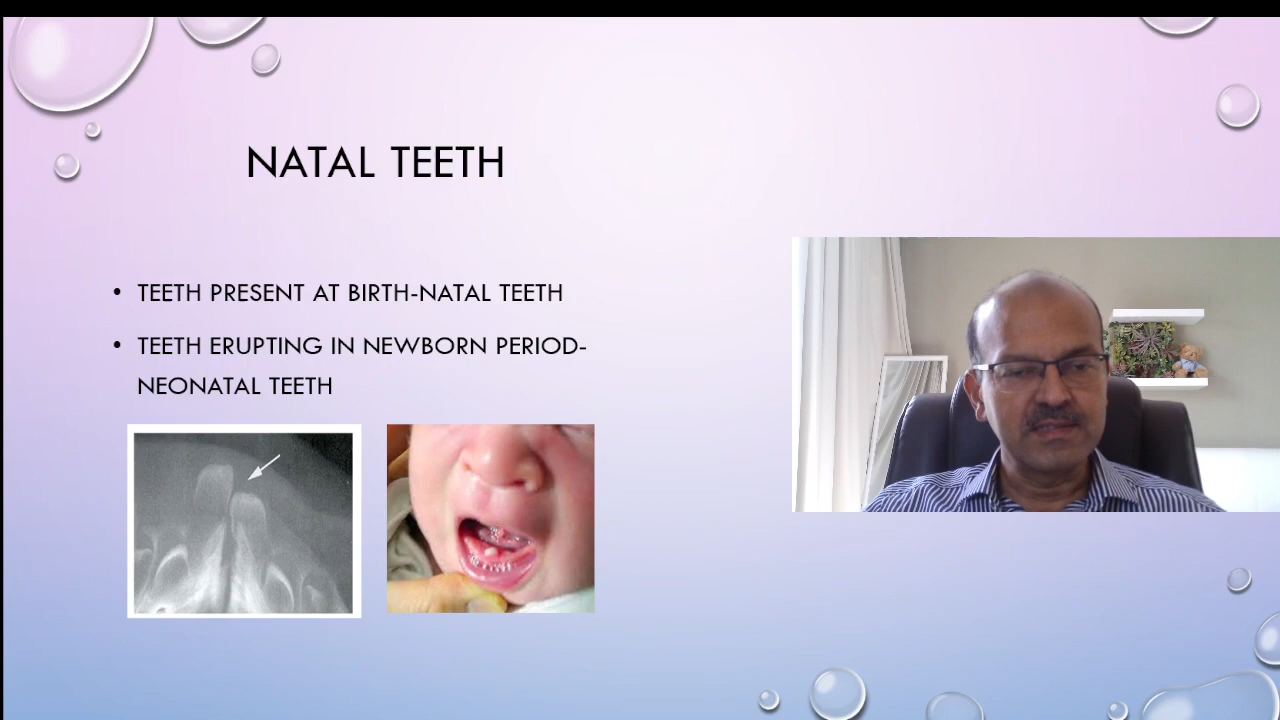 NATAL TEETH
• TEETH PRESENT AT BIRTH-NATAL TEETH
• TEETH ERUPTING IN NEWBORN PERIOD-
NEONATAL TEETH